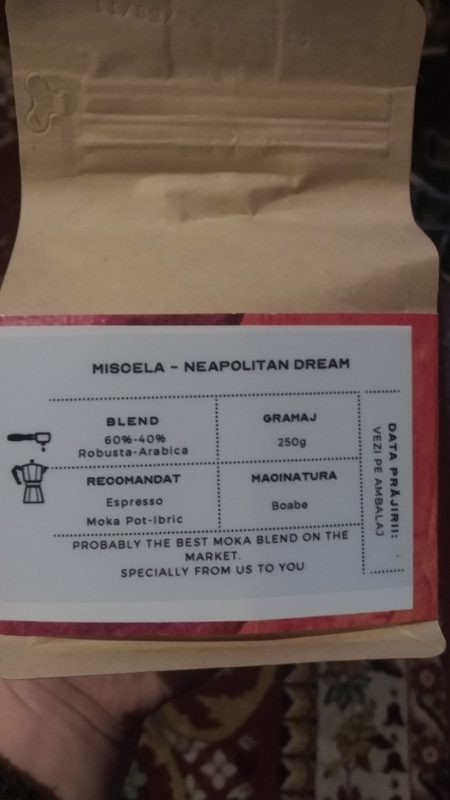 MISCELA - NEAPOLITAN DREAM
BLEND
60%-40%
Robusta-Arabica
GRAMAJ
250g
RECOMANDAT
Espresso
Moka Pot-Ibric
MACINATURA
Boabe
DATA PRĂJIRII:
VEZI PE AMBALAJ
PROBABLY THE BEST MOKA BLEND ON THE
MARKET.
SPECIALLY FROM US TO YOU